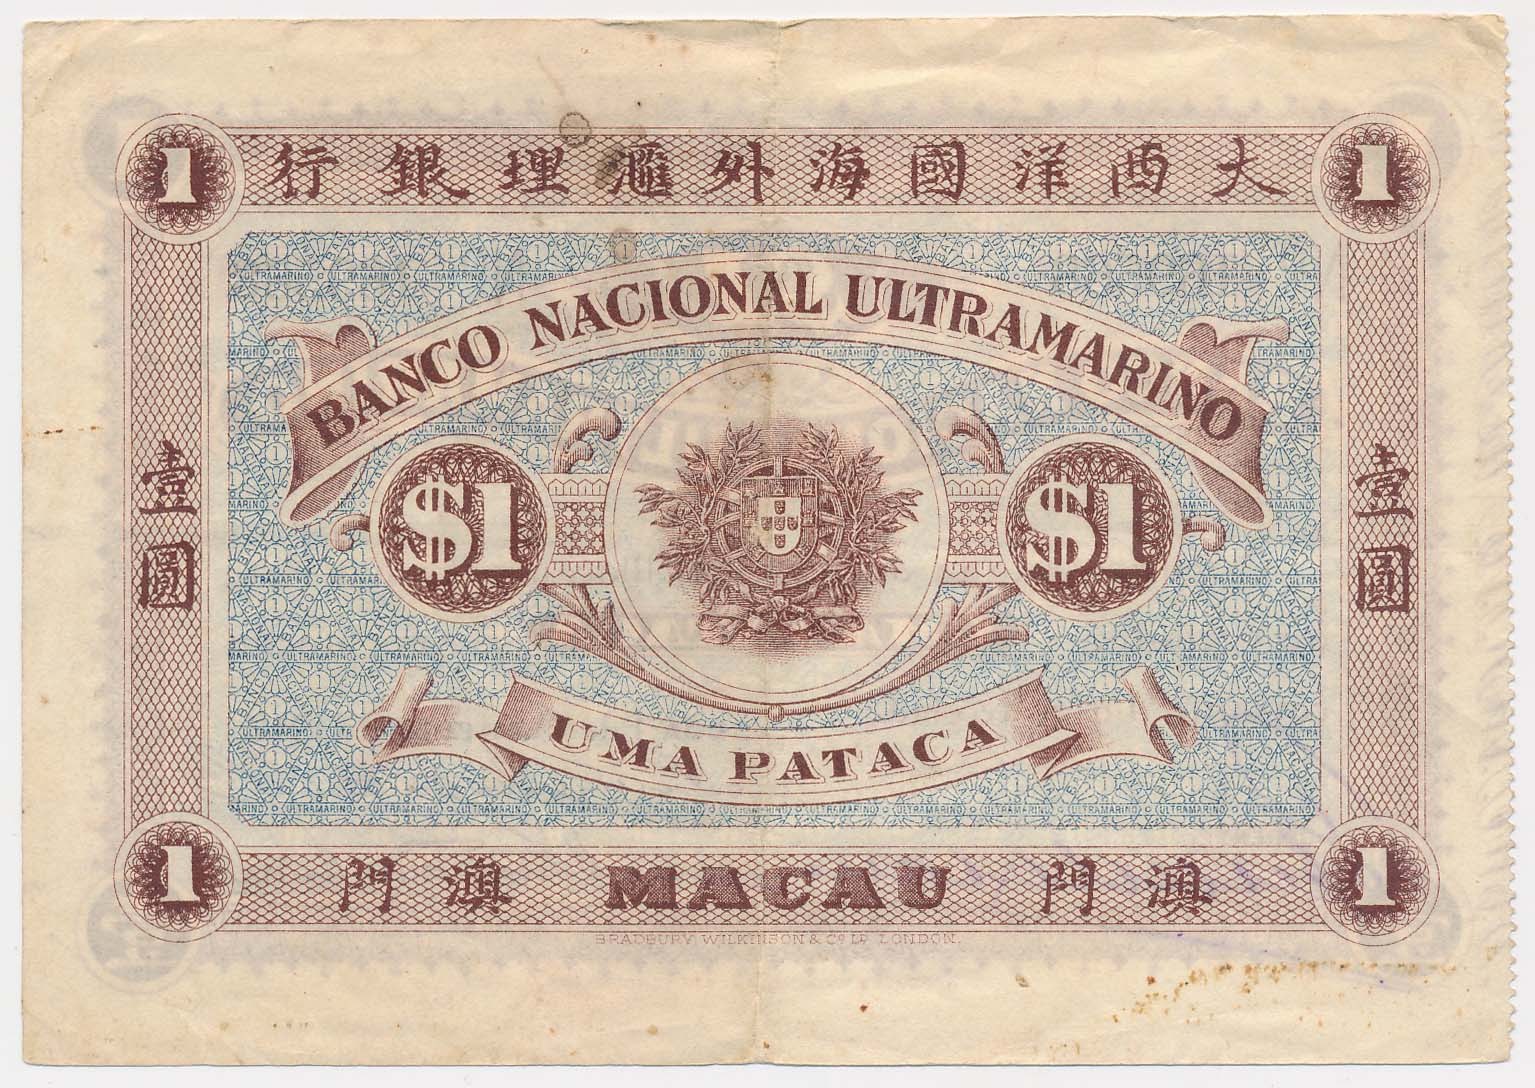 1 大西洋國海外滙理銀行 1
BANCO NACIONAL ULTRAMARINO
壹圓
$1
$1
壹圓
UMA PATACA
1 澳門 MACAU 澳門 1
BRADBURY, WILKINSON & Cº Lᴰ LONDON.